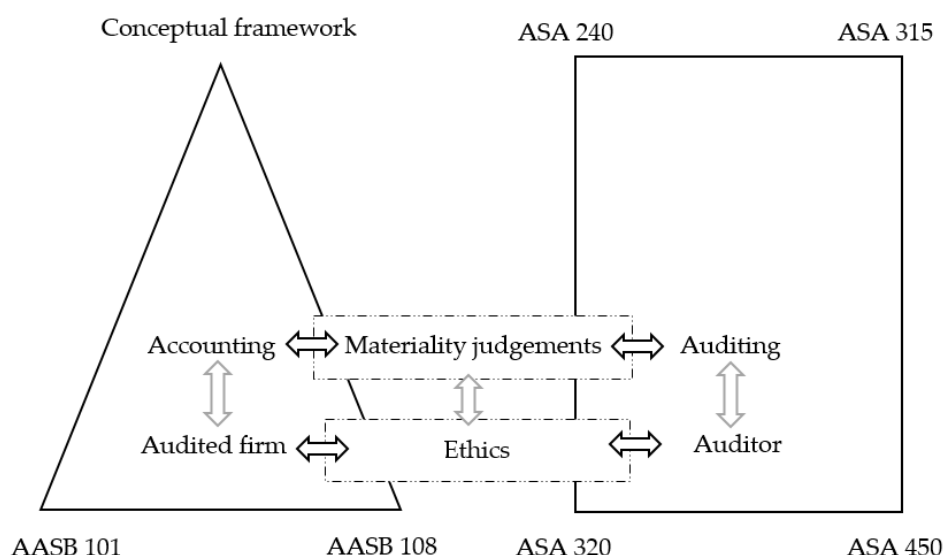 Conceptual framework
ASA 240
ASA 315
Accounting
Materiality judgements
Auditing
Audited firm
Ethics
Auditor
AASB 101
AASB 108
ASA 320
ASA 450